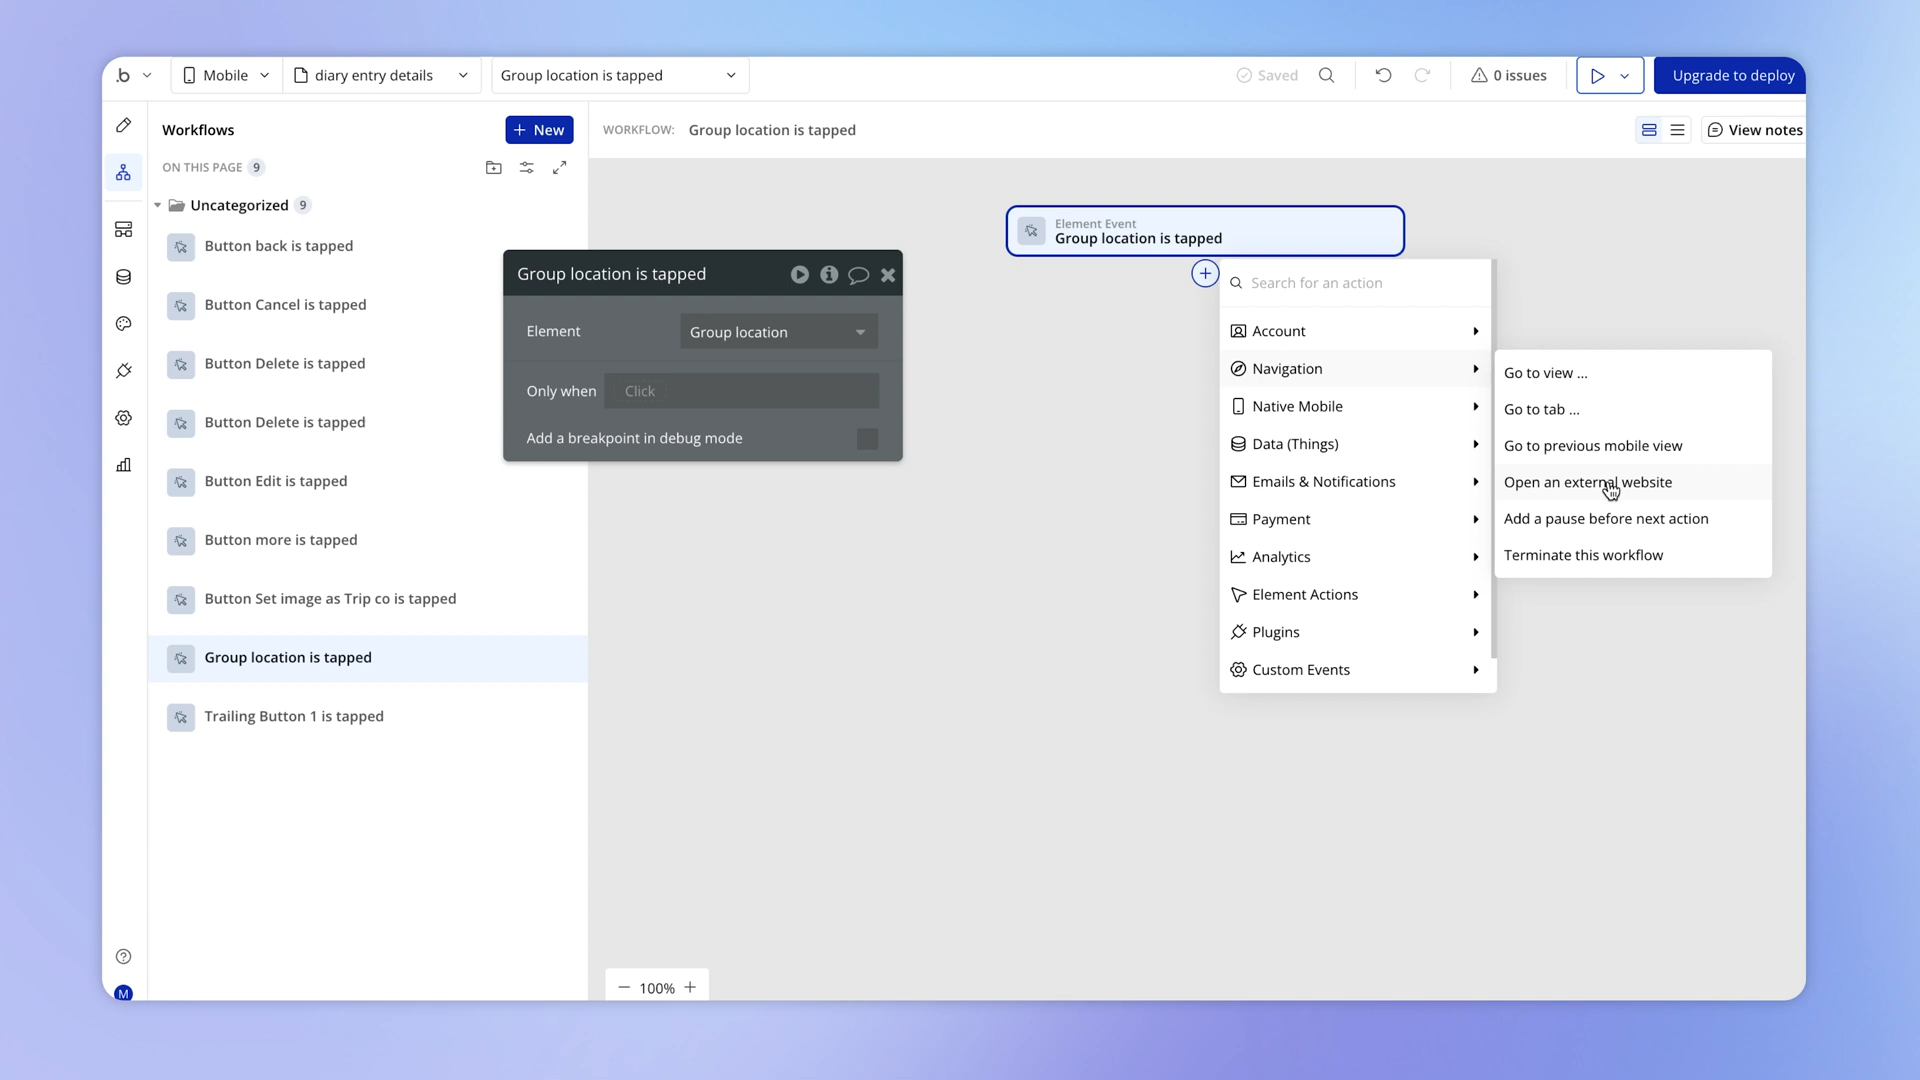 .b
Mobile
diary entry details
Group location is tapped
Saved
0 issues
Upgrade to deploy
Workflows
New
WORKFLOW: Group location is tapped
View notes
ON THIS PAGE 9
Uncategorized 9
Button back is tapped
Button Cancel is tapped
Button Delete is tapped
Button Delete is tapped
Button Edit is tapped
Button more is tapped
Button Set image as Trip co is tapped
Group location is tapped
Trailing Button 1 is tapped
M
Group location is tapped
Element Group location
Only when Click
Add a breakpoint in debug mode
Element Event
Group location is tapped
Search for an action
Account
Navigation
Native Mobile
Data (Things)
Emails & Notifications
Payment
Analytics
Element Actions
Plugins
Custom Events
Go to view ...
Go to tab ...
Go to previous mobile view
Open an external website
Add a pause before next action
Terminate this workflow
100%